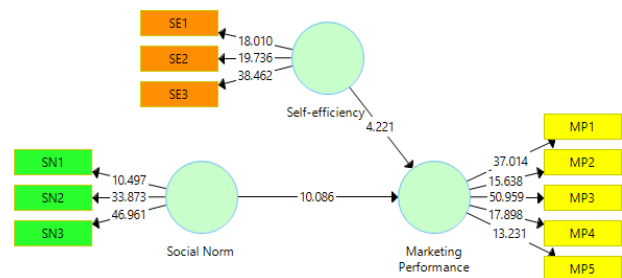 SE1
18.010
SE2
19.736
SE3
38.462
Self-efficiency
4.221
SN1
10.497
SN2
33.873
SN3
46.961
Social Norm
10.086
MP1
37.014
MP2
15.638
MP3
50.959
MP4
17.898
MP5
13.231
Marketing
Performance